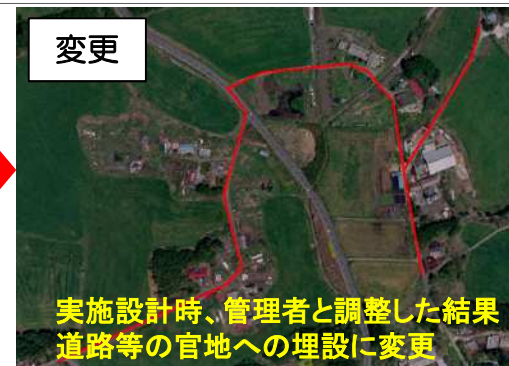 変更
実施設計時、管理者と調整した結果
道路等の官地への埋設に変更